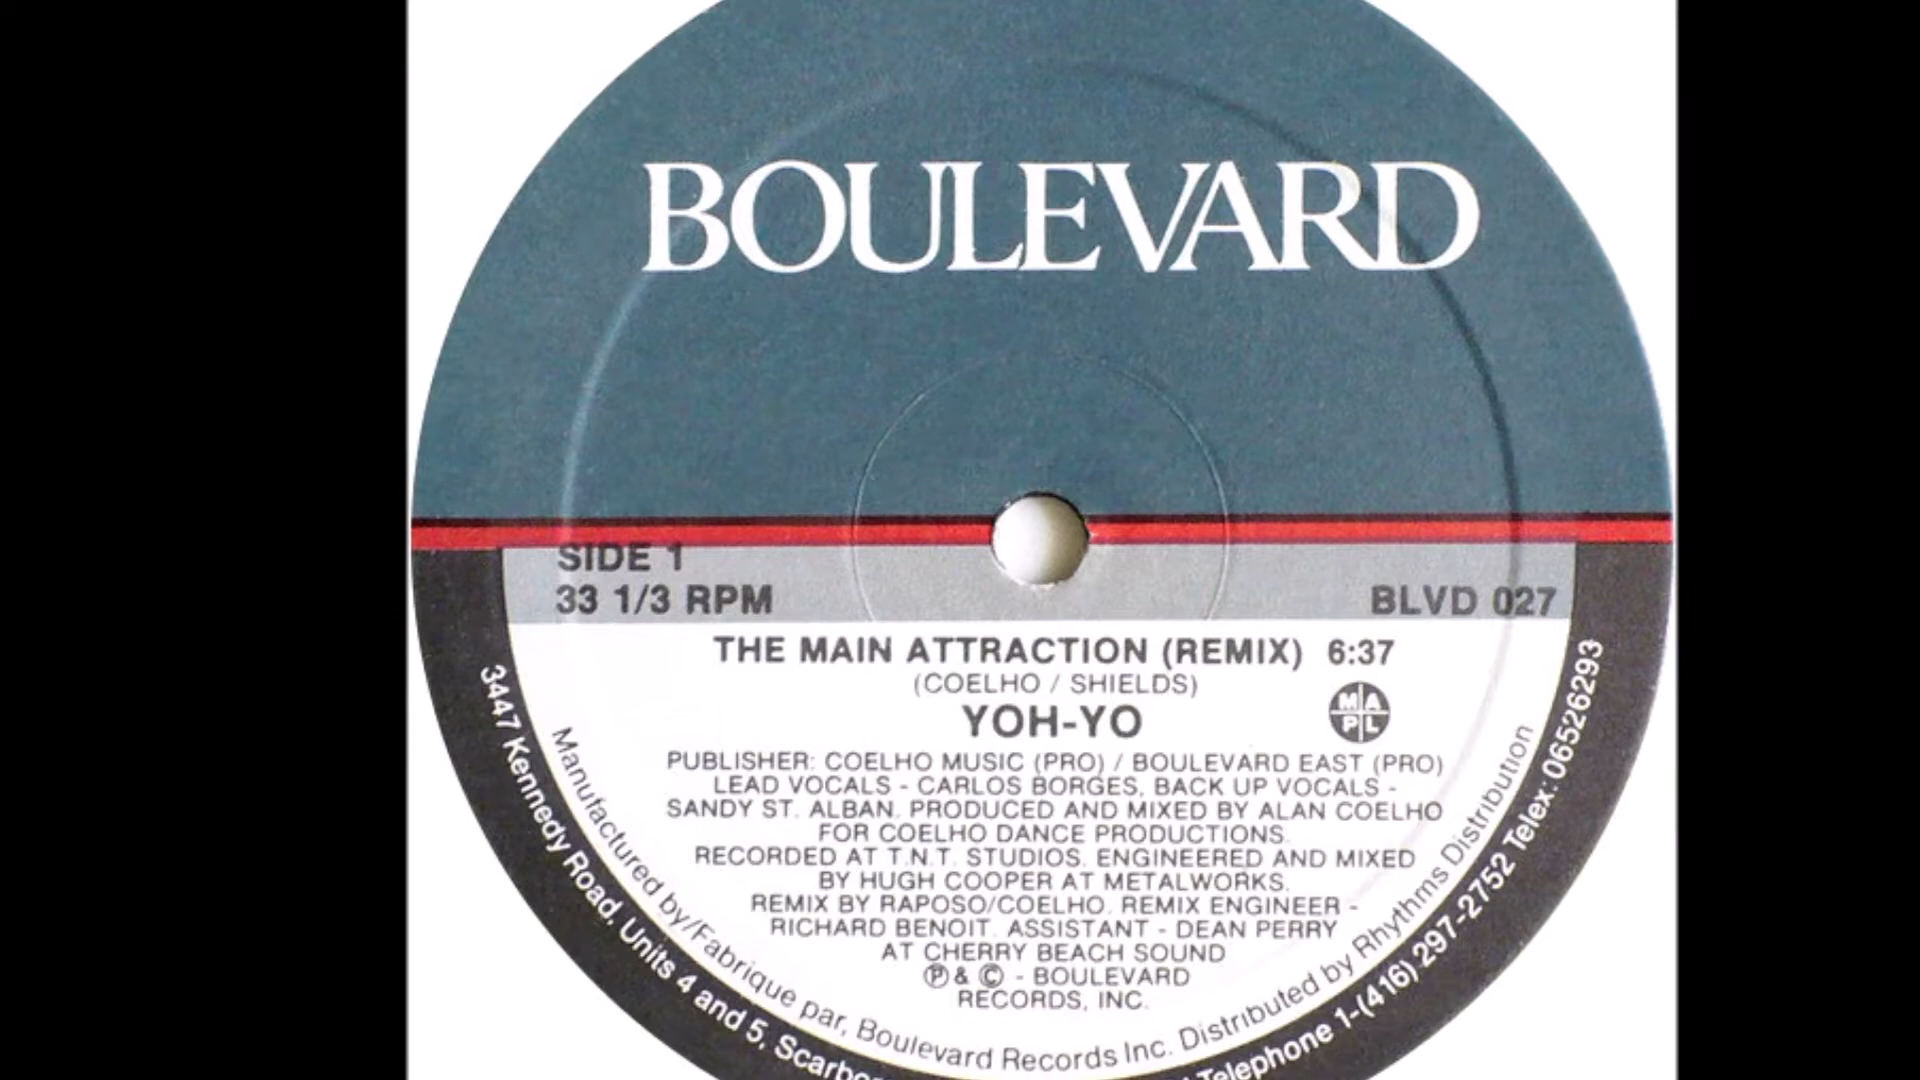 BOULEVARD
SIDE 1
33 1/3 RPM
BLVD 027
THE MAIN ATTRACTION (REMIX) 6:37
(COELHO / SHIELDS)
YOH-YO
MAPL
PUBLISHER: COELHO MUSIC (PRO) / BOULEVARD EAST (PRO)
LEAD VOCALS - CARLOS BORGES, BACK UP VOCALS -
SANDY ST. ALBAN. PRODUCED AND MIXED BY ALAN COELHO
FOR COELHO DANCE PRODUCTIONS.
RECORDED AT T.N.T. STUDIOS. ENGINEERED AND MIXED
BY HUGH COOPER AT METALWORKS.
REMIX BY RAPOSO/COELHO. REMIX ENGINEER -
RICHARD BENOIT. ASSISTANT - DEAN PERRY
AT CHERRY BEACH SOUND
Ⓟ & © - BOULEVARD
RECORDS, INC.
Manufactured by/Fabrique par, Boulevard Records Inc. Distributed by Rhythms Distribution
3447 Kennedy Road, Units 4 and 5,
Telephone 1-(416) 297-2752 Telex: 06526293